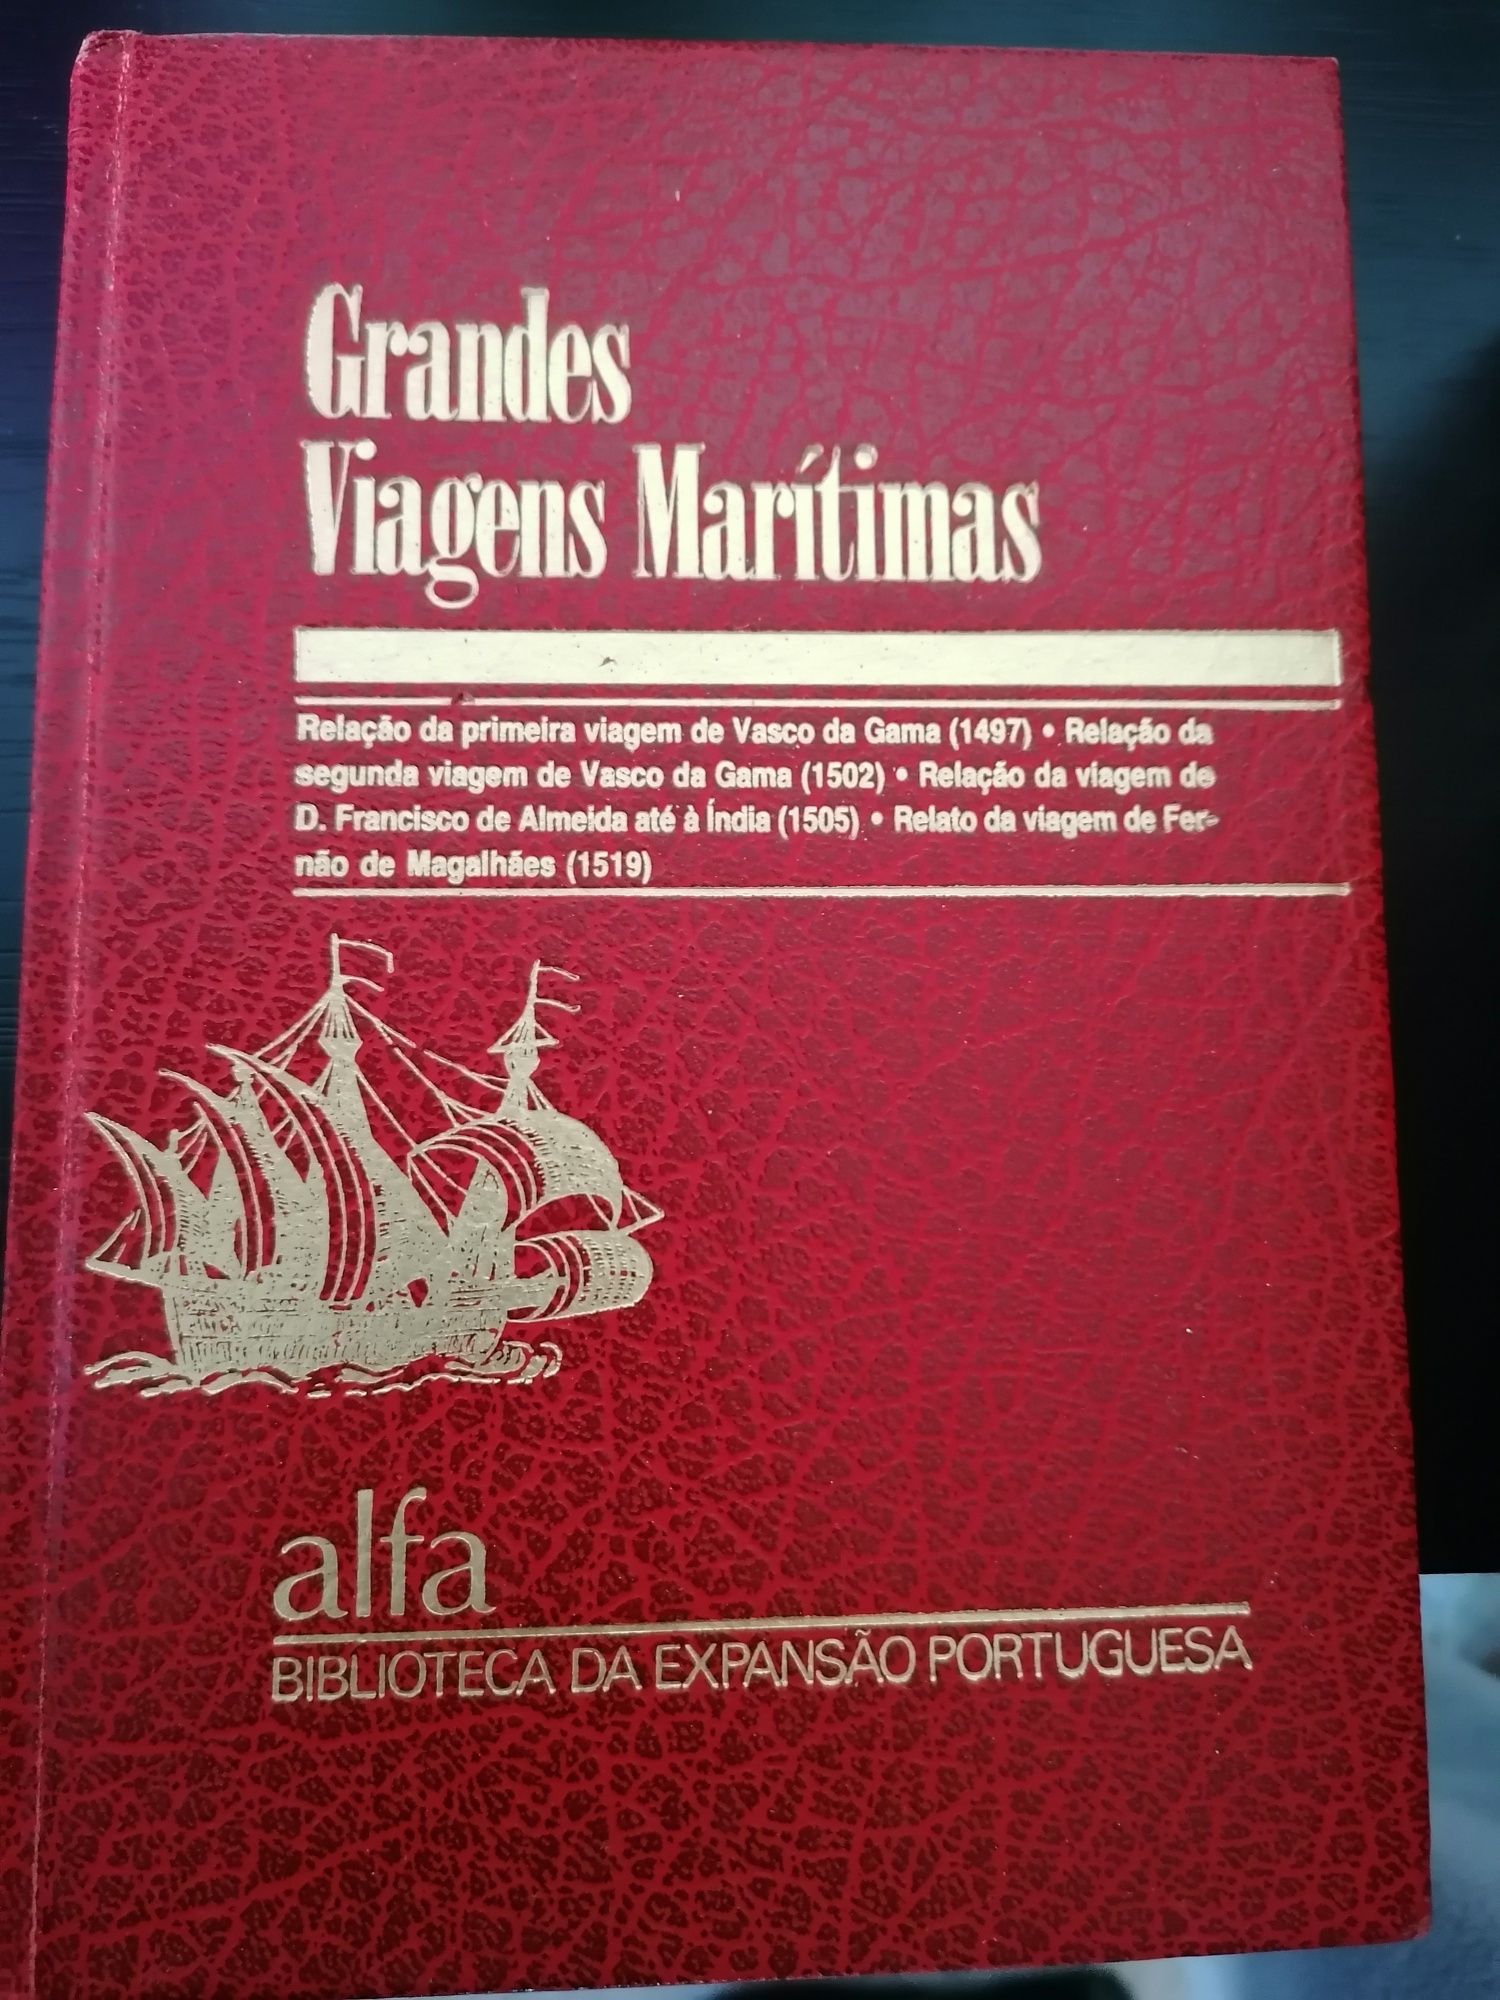 Grandes
Viagens Marítimas
Relação da primeira viagem de Vasco da Gama (1497) • Relação da
segunda viagem de Vasco da Gama (1502) • Relação da viagem de
D. Francisco de Almeida até à Índia (1505) • Relato da viagem de Fer-
não de Magalhães (1519)
alfa
BIBLIOTECA DA EXPANSÃO PORTUGUESA